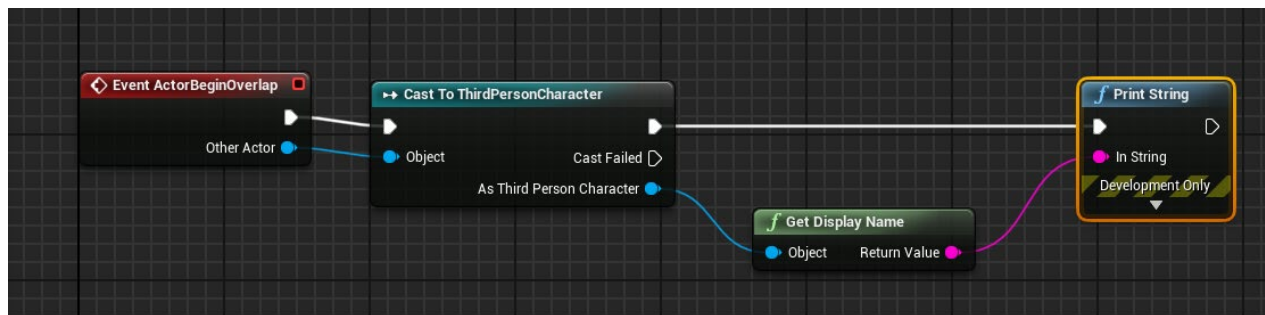 Event ActorBeginOverlap
Other Actor
Cast To ThirdPersonCharacter
Object
Cast Failed
As Third Person Character
f Get Display Name
Object Return Value
f Print String
In String
Development Only